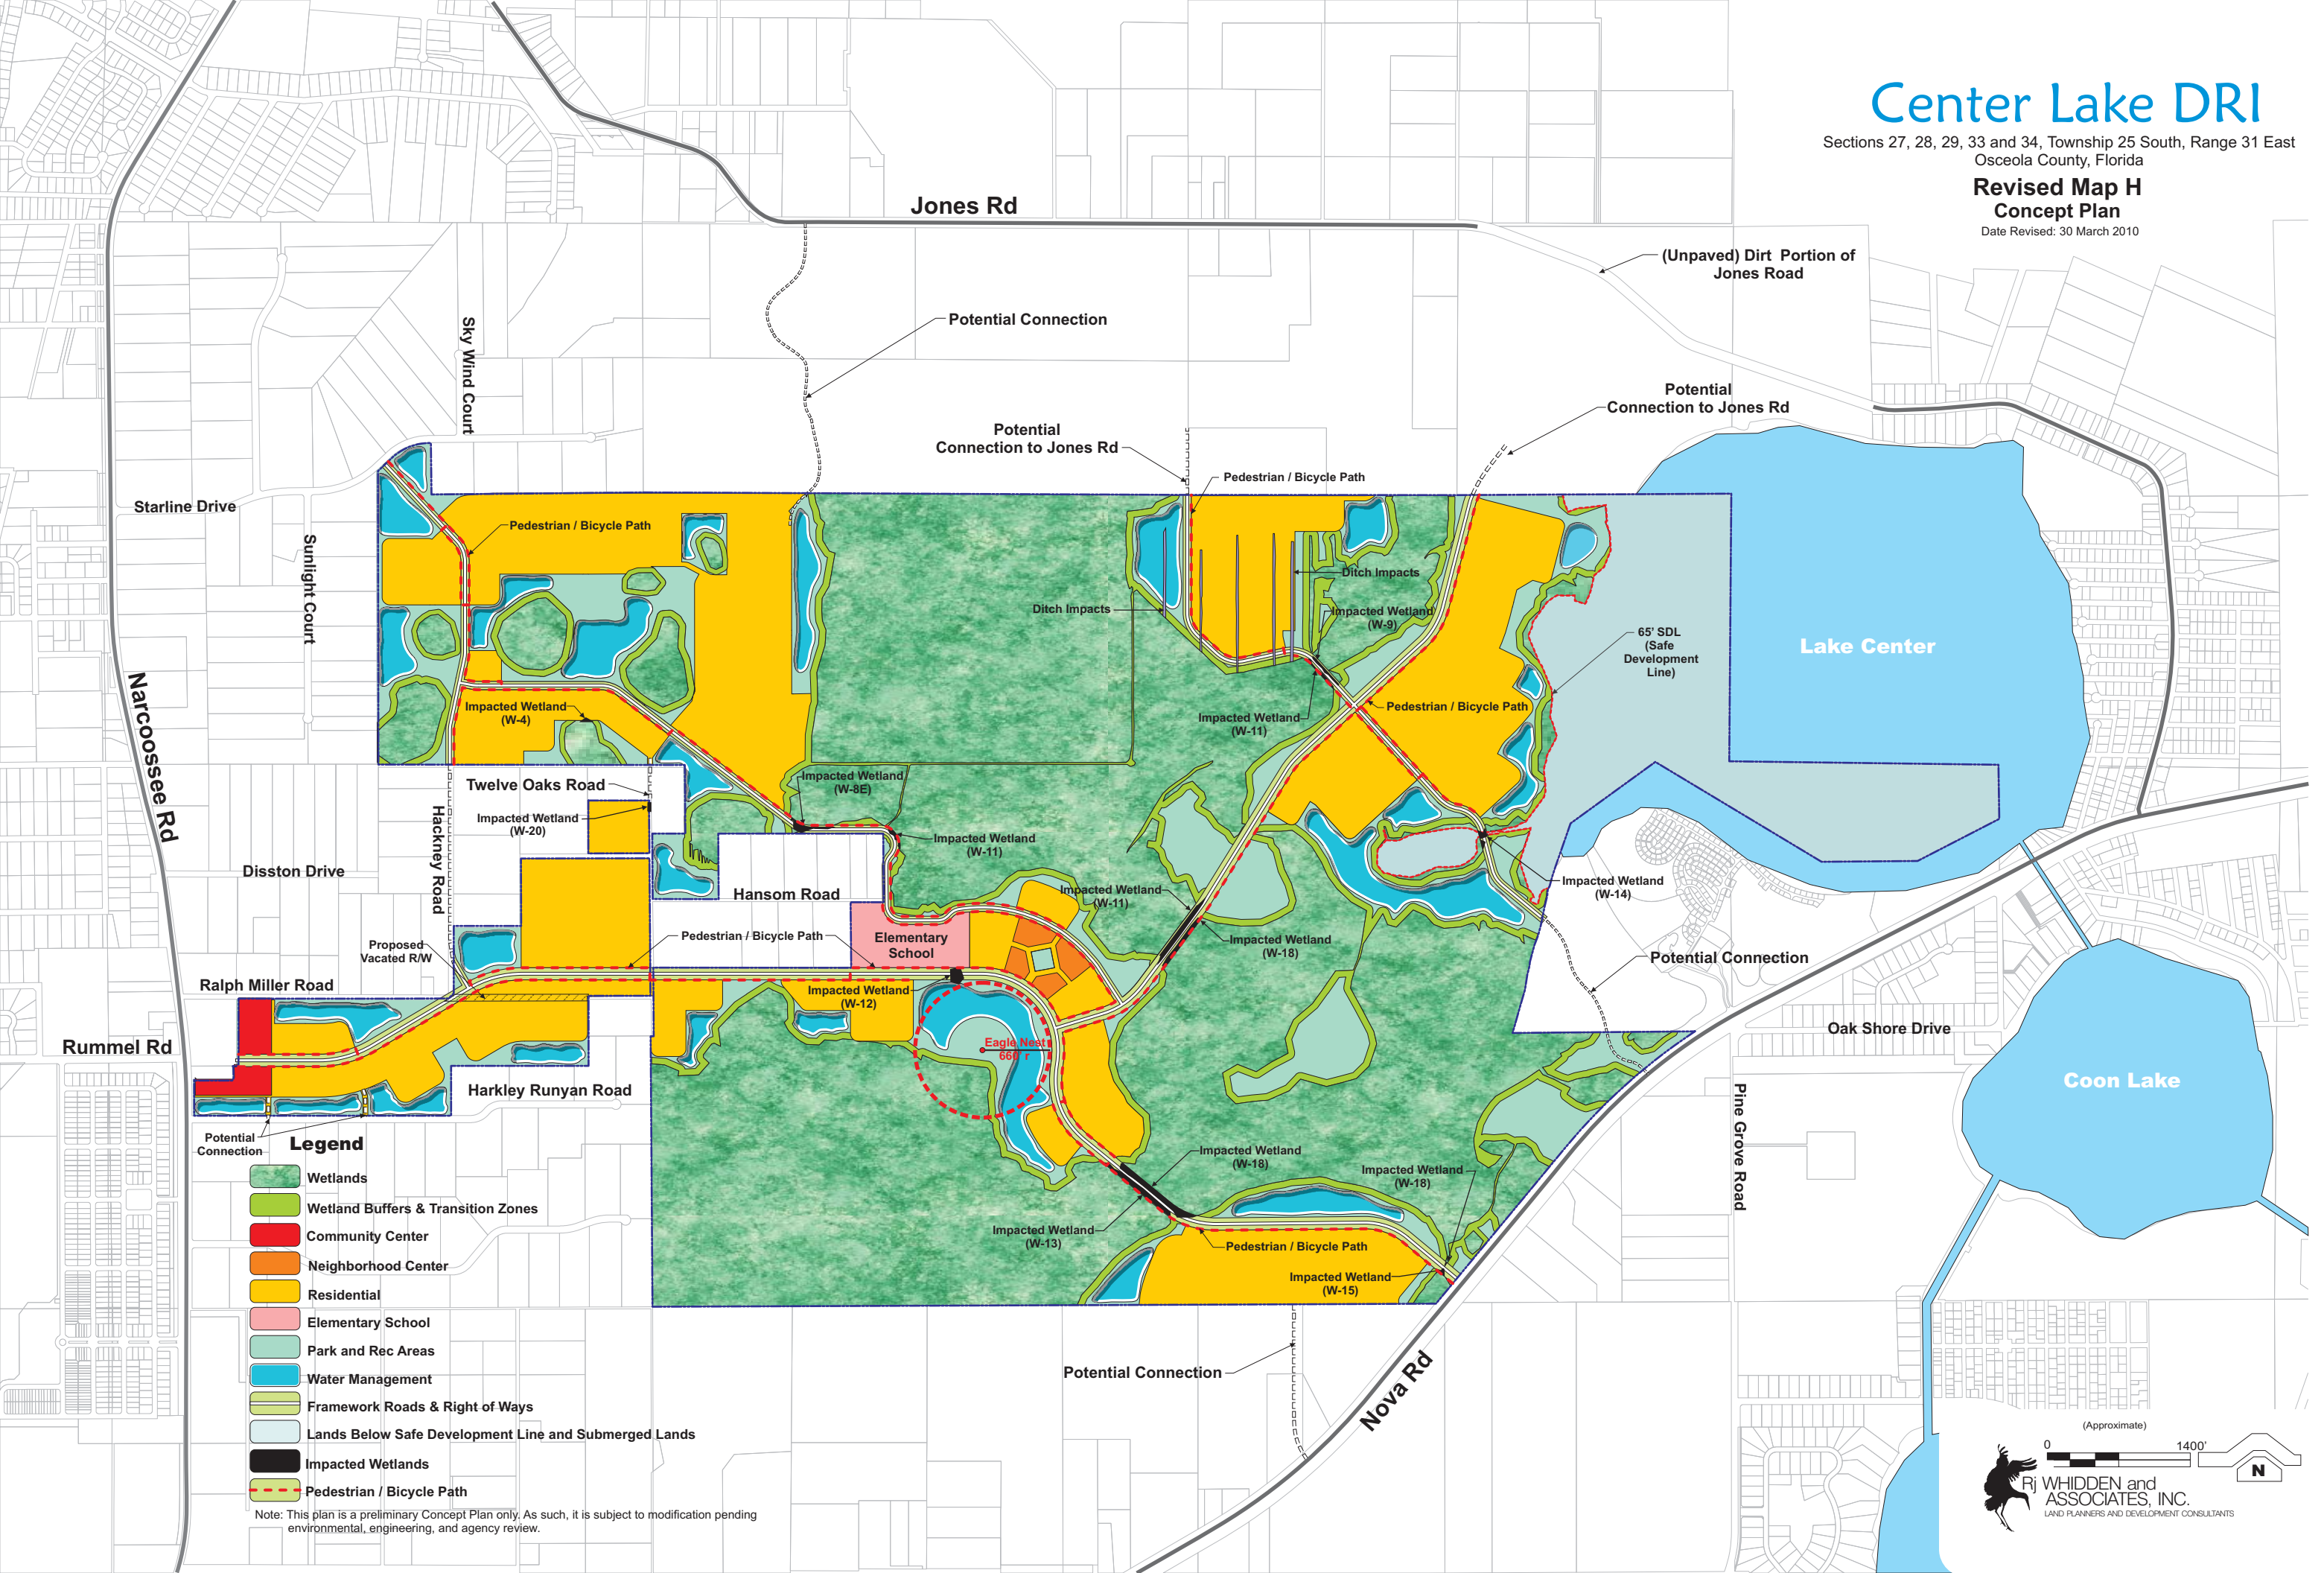 Center Lake DRI
Sections 27, 28, 29, 33 and 34, Township 25 South, Range 31 East
Osceola County, Florida
Revised Map H
Concept Plan
Date Revised: 30 March 2010
Jones Rd
(Unpaved) Dirt Portion of
Jones Road
Potential Connection
Sky Wind Court
Potential
Connection to Jones Rd
Potential
Connection to Jones Rd
Pedestrian / Bicycle Path
Starline Drive
Pedestrian / Bicycle Path
Sunlight Court
Ditch Impacts
Ditch Impacts
Impacted Wetland
(W-9)
65' SDL
(Safe
Development
Line)
Lake Center
Narcoossee Rd
Impacted Wetland
(W-4)
Impacted Wetland
(W-11)
Pedestrian / Bicycle Path
Twelve Oaks Road
Impacted Wetland
(W-8E)
Hackney Road
Impacted Wetland
(W-20)
Impacted Wetland
(W-11)
Disston Drive
Hansom Road
Impacted Wetland
(W-11)
Impacted Wetland
(W-14)
Proposed
Vacated R/W
Pedestrian / Bicycle Path
Elementary
School
Impacted Wetland
(W-18)
Potential Connection
Ralph Miller Road
Impacted Wetland
(W-12)
Rummel Rd
Eagle Nest
660' r
Oak Shore Drive
Harkley Runyan Road
Coon Lake
Pine Grove Road
Potential
Connection
Impacted Wetland
(W-18)
Impacted Wetland
(W-18)
Impacted Wetland
(W-13)
Pedestrian / Bicycle Path
Impacted Wetland
(W-15)
Potential Connection
Nova Rd
Legend
Wetlands
Wetland Buffers & Transition Zones
Community Center
Neighborhood Center
Residential
Elementary School
Park and Rec Areas
Water Management
Framework Roads & Right of Ways
Lands Below Safe Development Line and Submerged Lands
Impacted Wetlands
Pedestrian / Bicycle Path
Note: This plan is a preliminary Concept Plan only. As such, it is subject to modification pending
environmental, engineering, and agency review.
(Approximate)
0 1400'
N
Rj WHIDDEN and
ASSOCIATES, INC.
LAND PLANNERS AND DEVELOPMENT CONSULTANTS